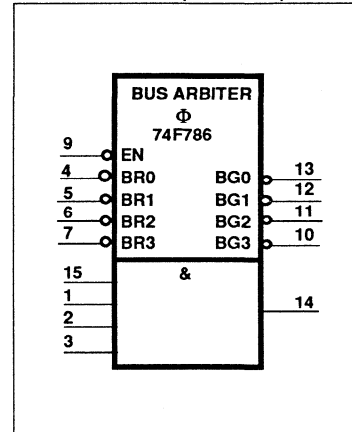 BUS ARBITER
Φ
74F786
9 EN
4 BR0 BG0 13
5 BR1 BG1 12
6 BR2 BG2 11
7 BR3 BG3 10
15 &
1
14
2
3